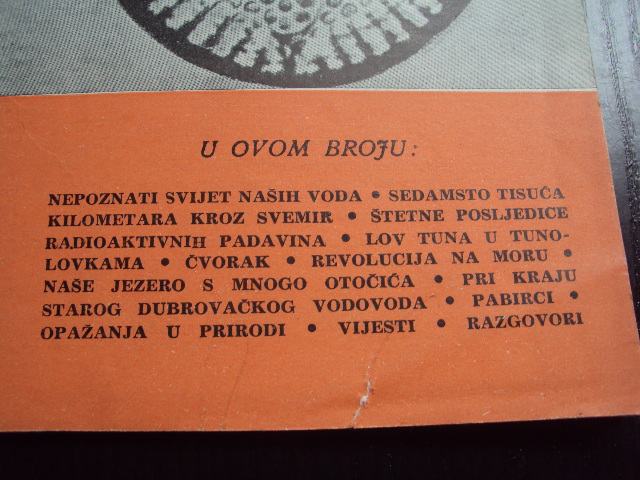 U OVOM BROJU:
NEPOZNATI SVIJET NAŠIH VODA • SEDAMSTO TISUĆA
KILOMETARA KROZ SVEMIR • ŠTETNE POSLJEDICE
RADIOAKTIVNIH PADAVINA • LOV TUNA U TUNO-
LOVKAMA • ČVORAK • REVOLUCIJA NA MORU •
NAŠE JEZERO S MNOGO OTOČIĆA • PRI KRAJU
STAROG DUBROVAČKOG VODOVODA • PABIRCI •
OPAŽANJA U PRIRODI • VIJESTI • RAZGOVORI